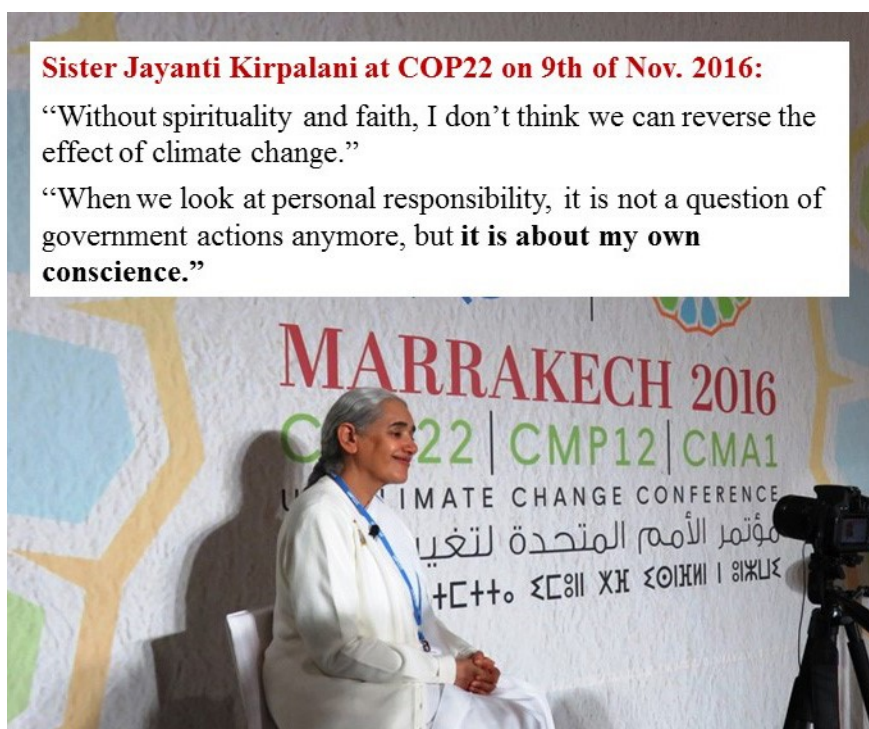 Sister Jayanti Kirpalani at COP22 on 9th of Nov. 2016:
“Without spirituality and faith, I don’t think we can reverse the
effect of climate change.”
“When we look at personal responsibility, it is not a question of
government actions anymore, but it is about my own
conscience.”
MARRAKECH 2016
22 | CMP12 | CMA1
CHANGE CONFERENCE
مؤتمر الأمم المتحدة